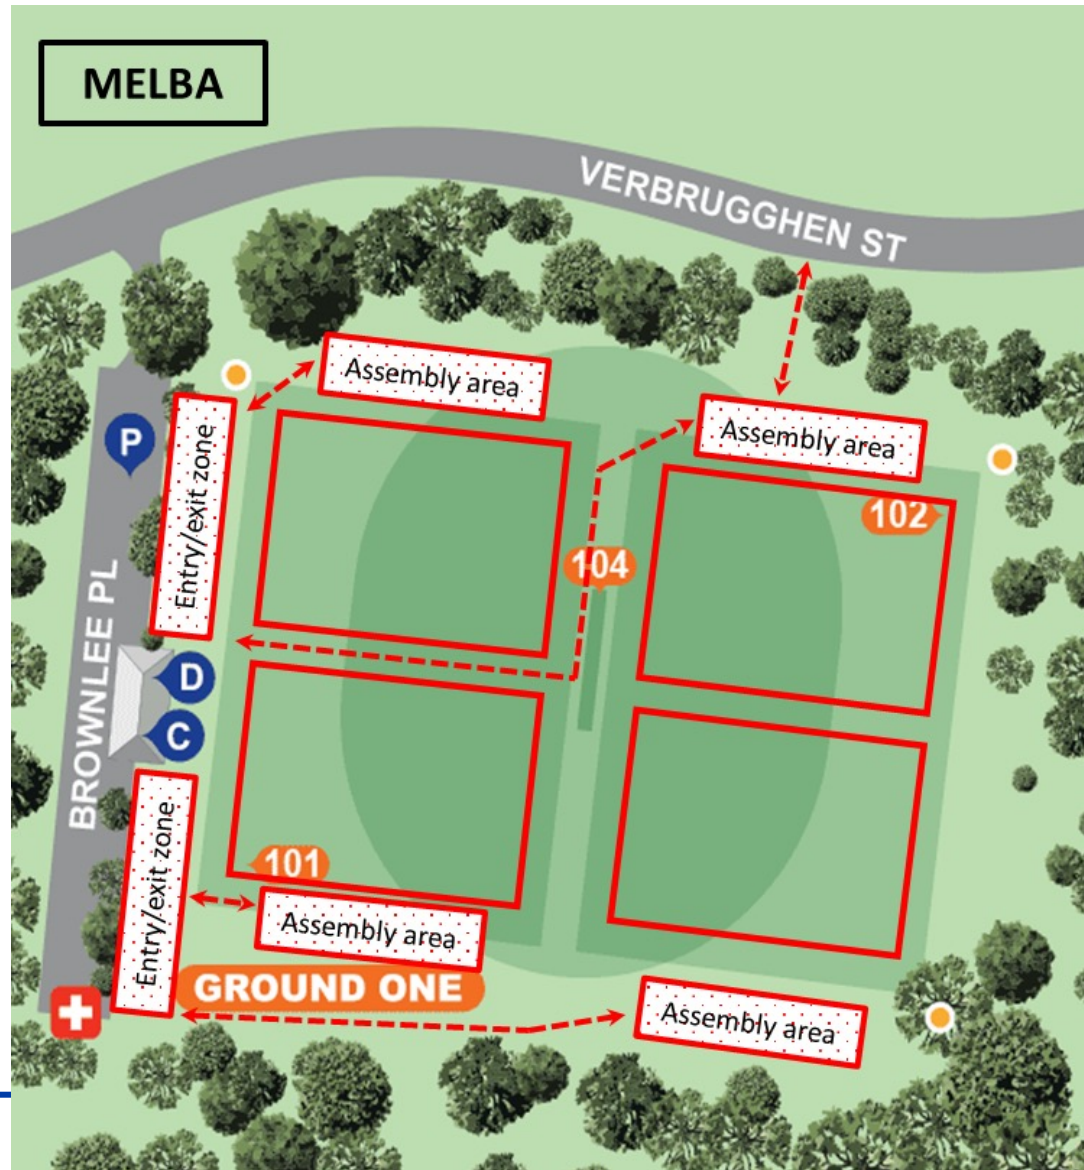 MELBA
VERBRUGGHEN ST
Assembly area
Assembly area
P
Entry/exit zone
102
104
BROWNLEE PL
D
C
101
Entry/exit zone
Assembly area
GROUND ONE
Assembly area